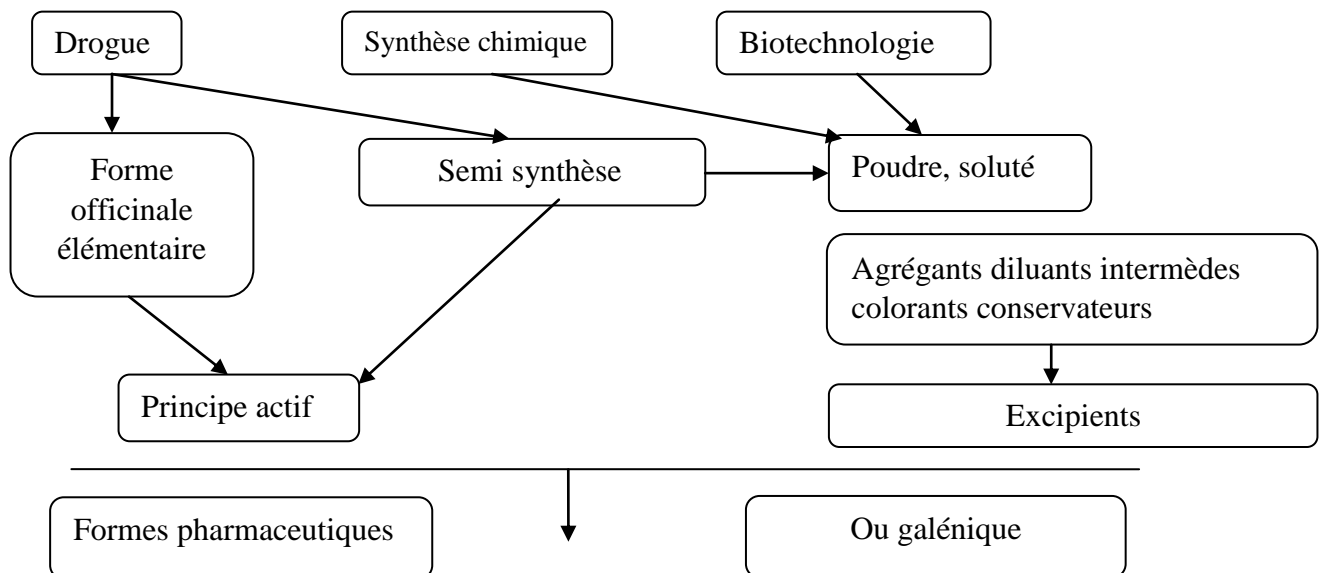 Drogue
Synthèse chimique
Biotechnologie
Forme
officinale
élémentaire
Semi synthèse
Poudre, soluté
Agrégants diluants intermèdes
colorants conservateurs
Principe actif
Excipients
Formes pharmaceutiques
Ou galénique